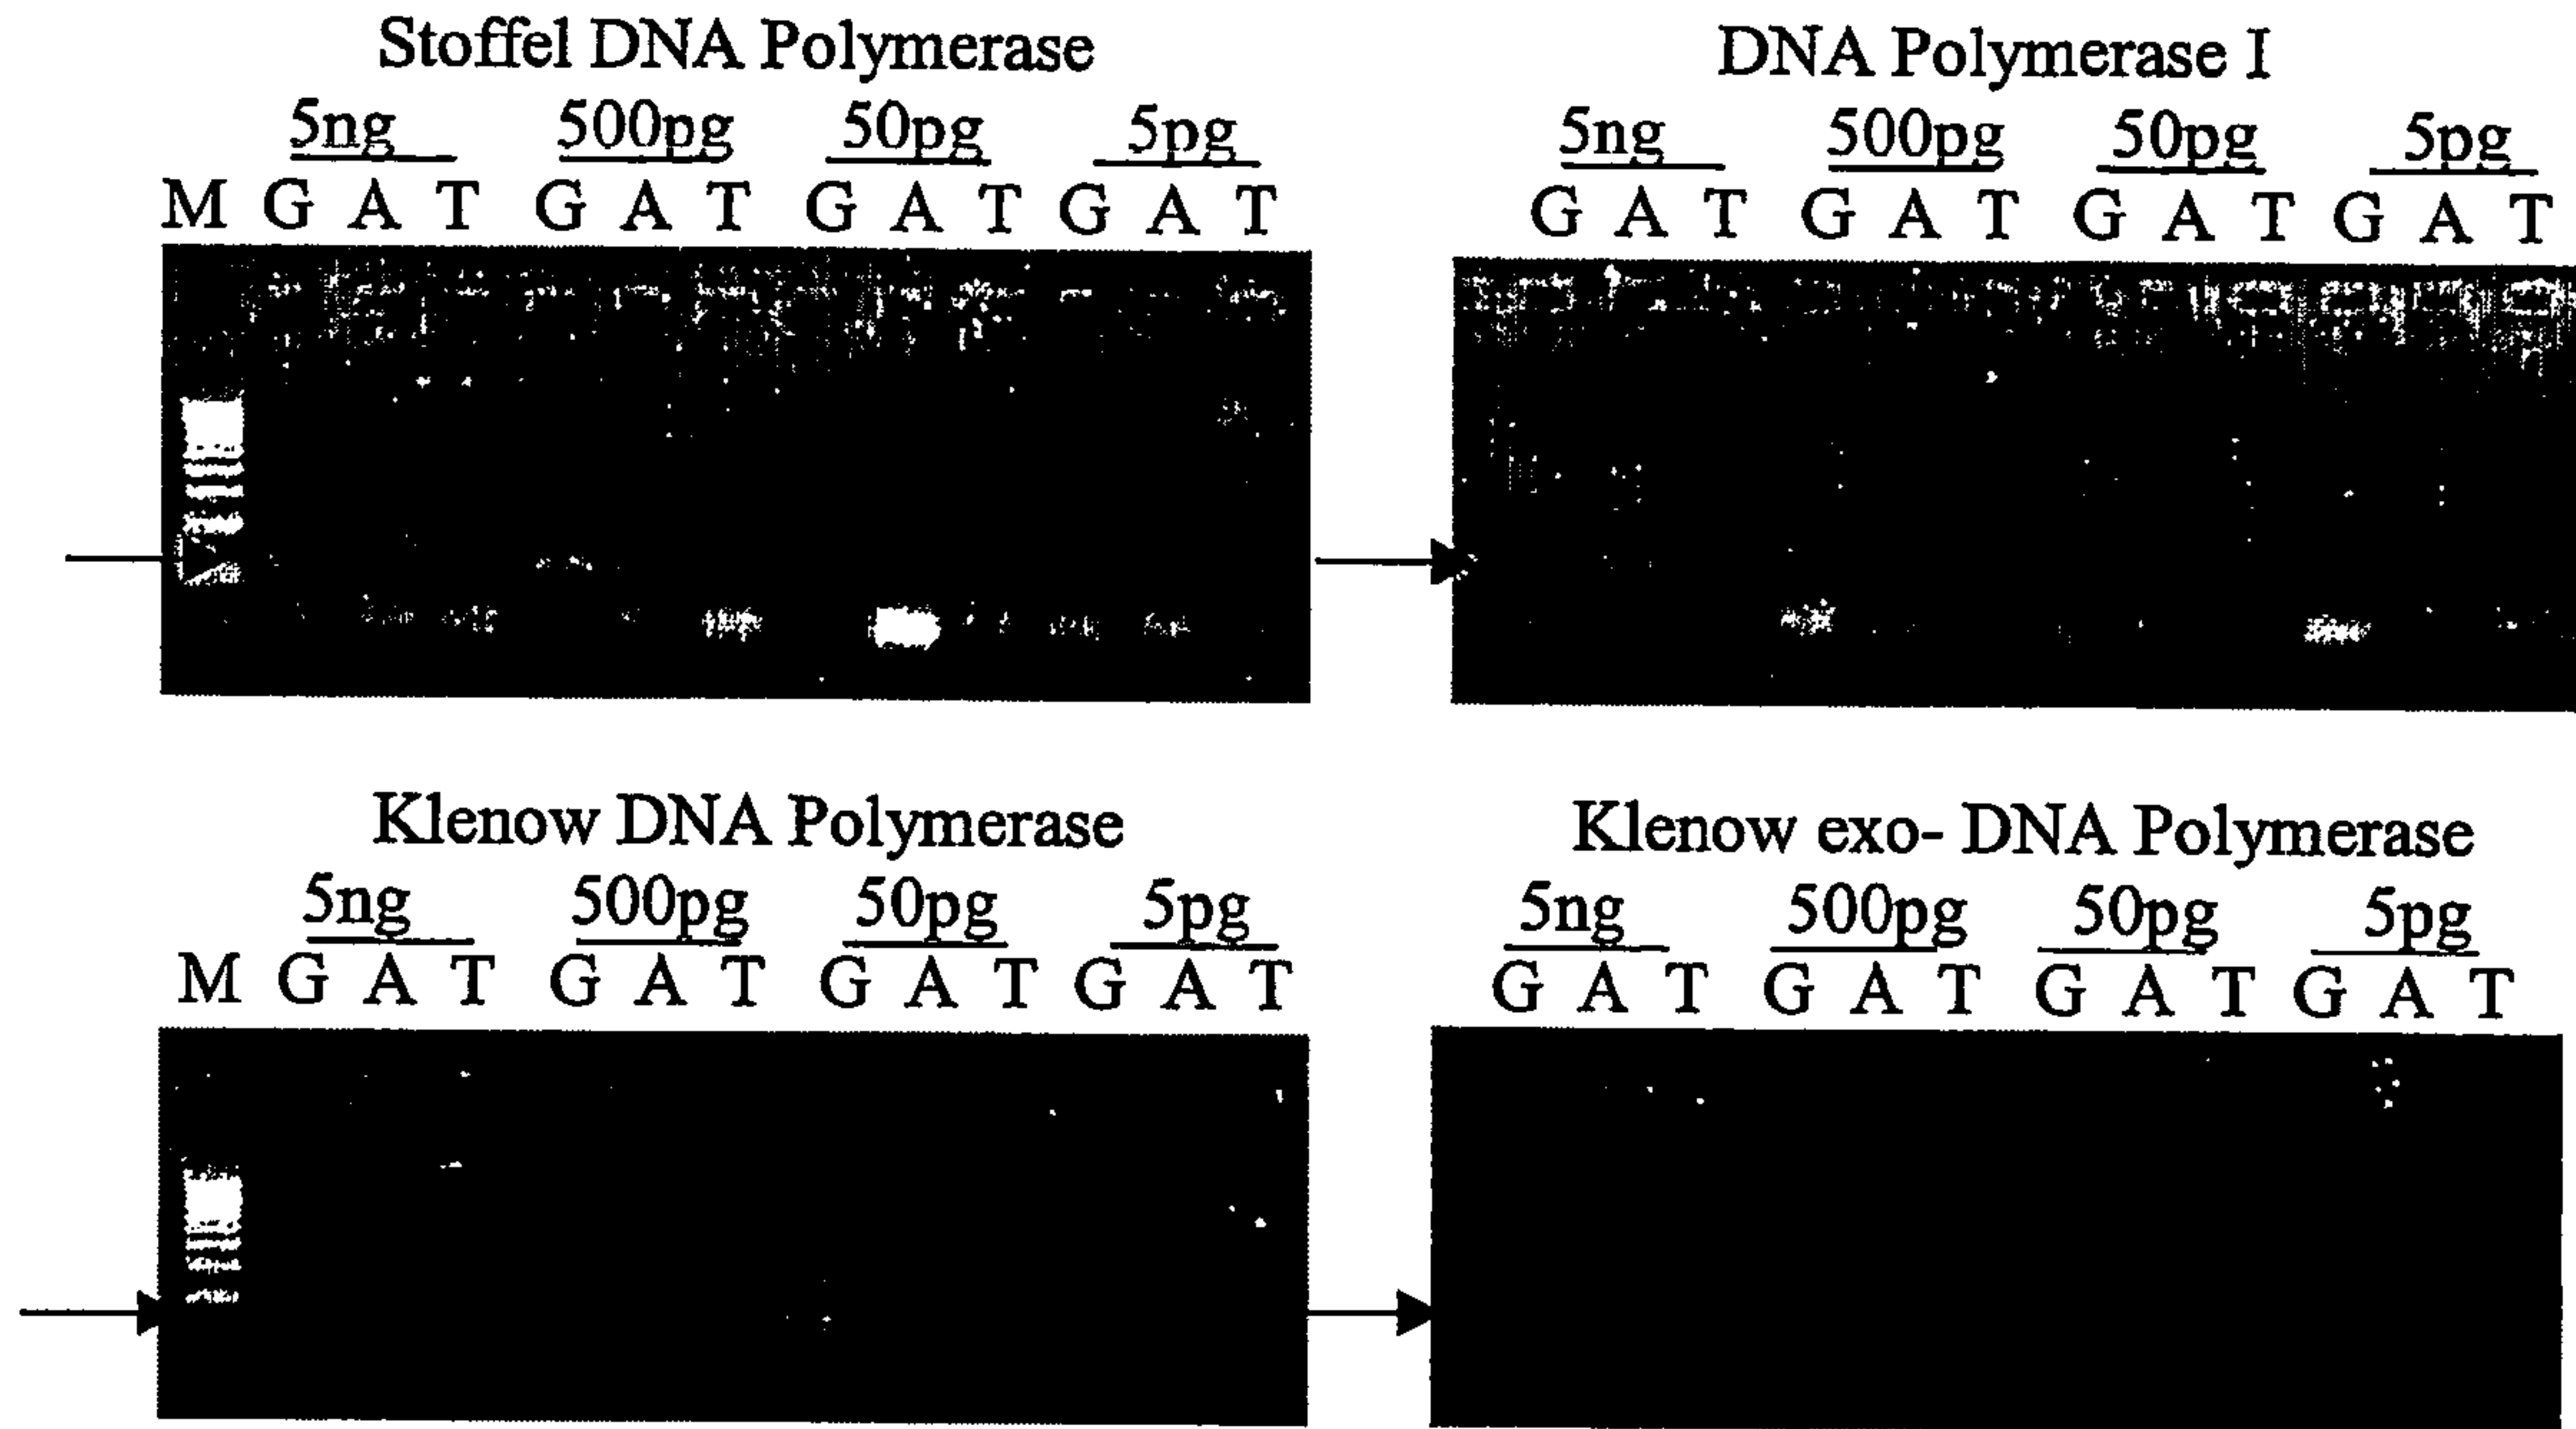 Stoffel DNA Polymerase
5ng 500pg 50pg 5pg
M G A T G A T G A T G A T
DNA Polymerase I
5ng 500pg 50pg 5pg
G A T G A T G A T G A T
Klenow DNA Polymerase
5ng 500pg 50pg 5pg
M G A T G A T G A T G A T
Klenow exo- DNA Polymerase
5ng 500pg 50pg 5pg
G A T G A T G A T G A T